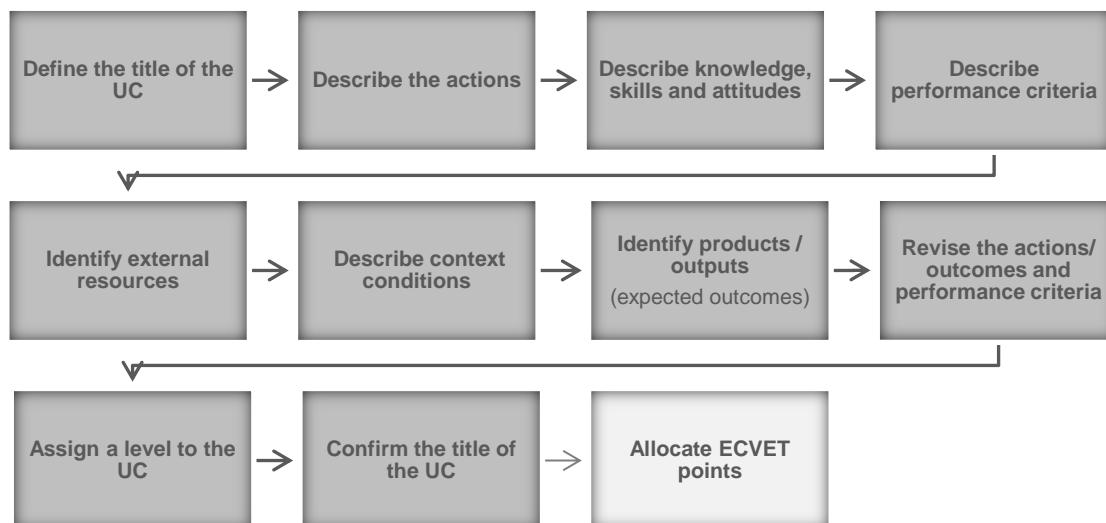 Define the title of the
UC
Describe the actions
Describe knowledge,
skills and attitudes
Describe
performance criteria
Identify external
resources
Describe context
conditions
Identify products /
outputs
(expected outcomes)
Revise the actions/
outcomes and
performance criteria
Assign a level to the
UC
Confirm the title of
the UC
Allocate ECVET
points